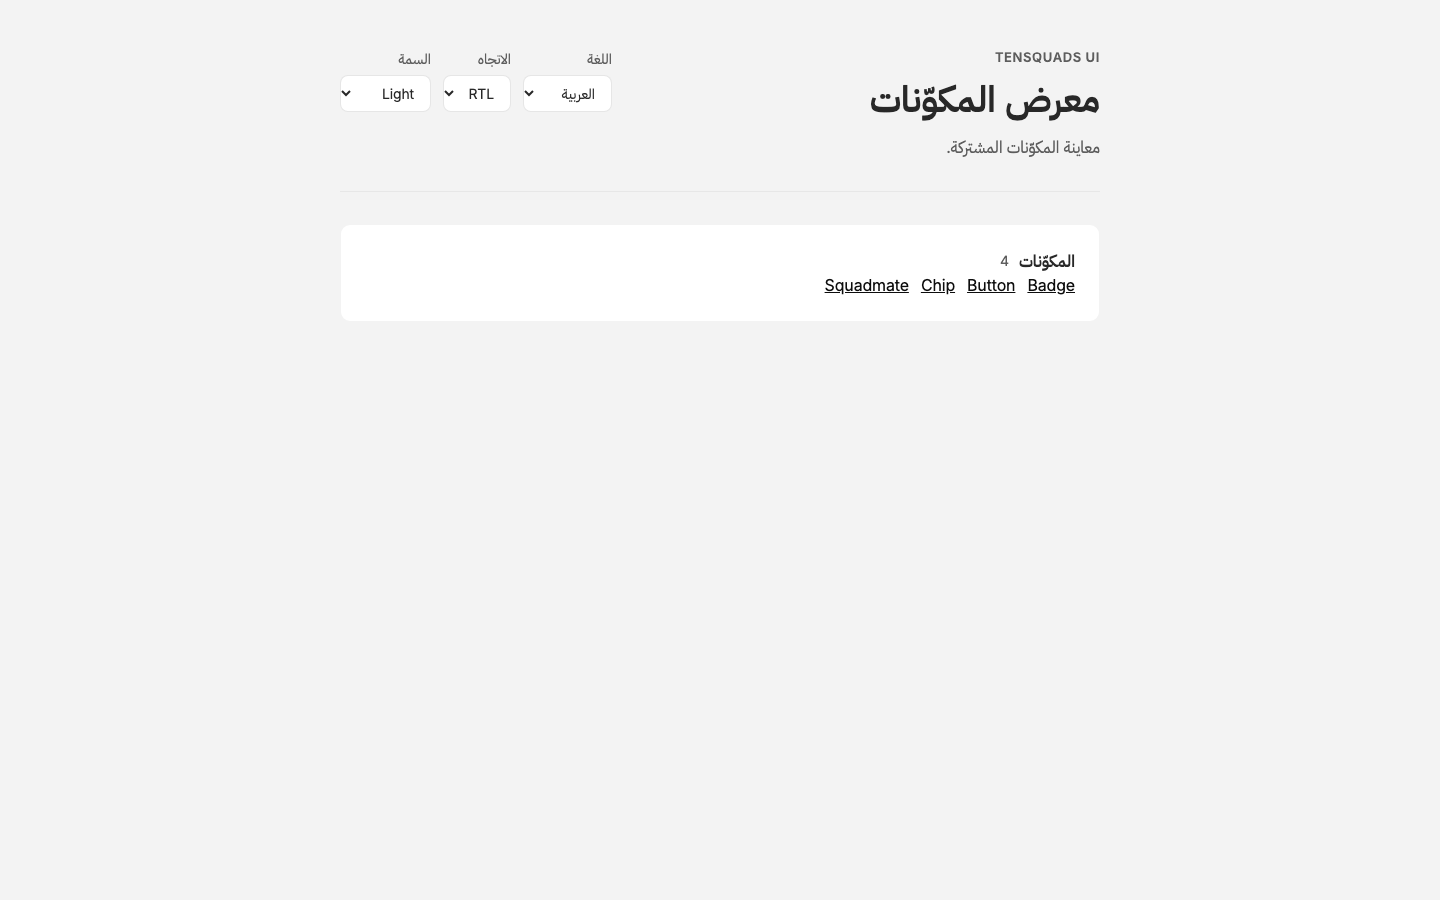 TENSQUADS UI
معرض المكوّنات
معاينة المكوّنات المشتركة.
اللغة
العربية
الاتجاه
RTL
السمة
Light
المكوّنات 4
Badge Button Chip Squadmate